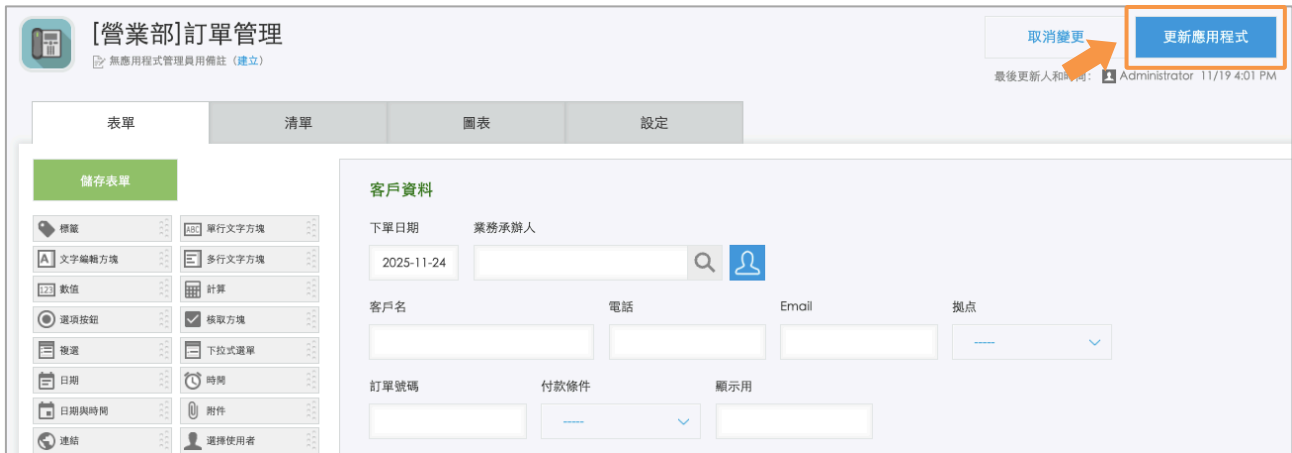 [營業部]訂單管理
無應用程式管理員用備註（建立）
取消變更
更新應用程式
最後更新人和時間: Administrator 11/19 4:01 PM
表單
清單
圖表
設定
儲存表單
標籤
ABC 單行文字方塊
A 文字編輯方塊
多行文字方塊
123 數值
計算
選項按鈕
核取方塊
複選
下拉式選單
日期
時間
日期與時間
附件
連結
選擇使用者
客戶資料
下單日期 業務承辦人
2025-11-24
客戶名 電話 Email 拠点
-----
訂單號碼 付款條件 顯示用
-----